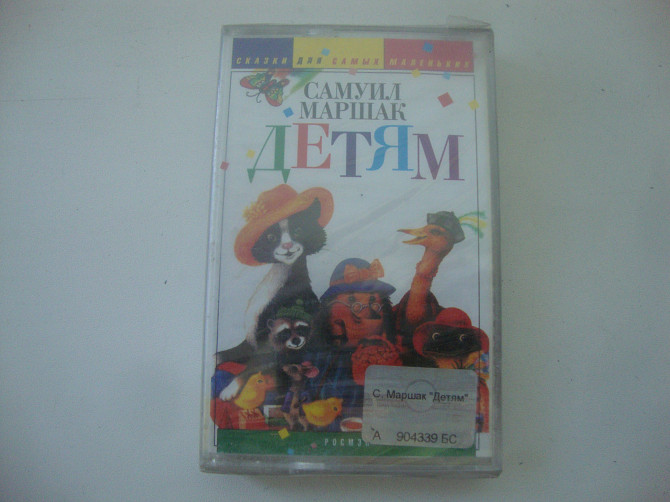 СКАЗКИ ДЛЯ САМЫХ МАЛЕНЬКИХ
САМУИЛ
МАРШАК
ДЕТЯМ
С. Маршак "Детям"
А 904339 БС